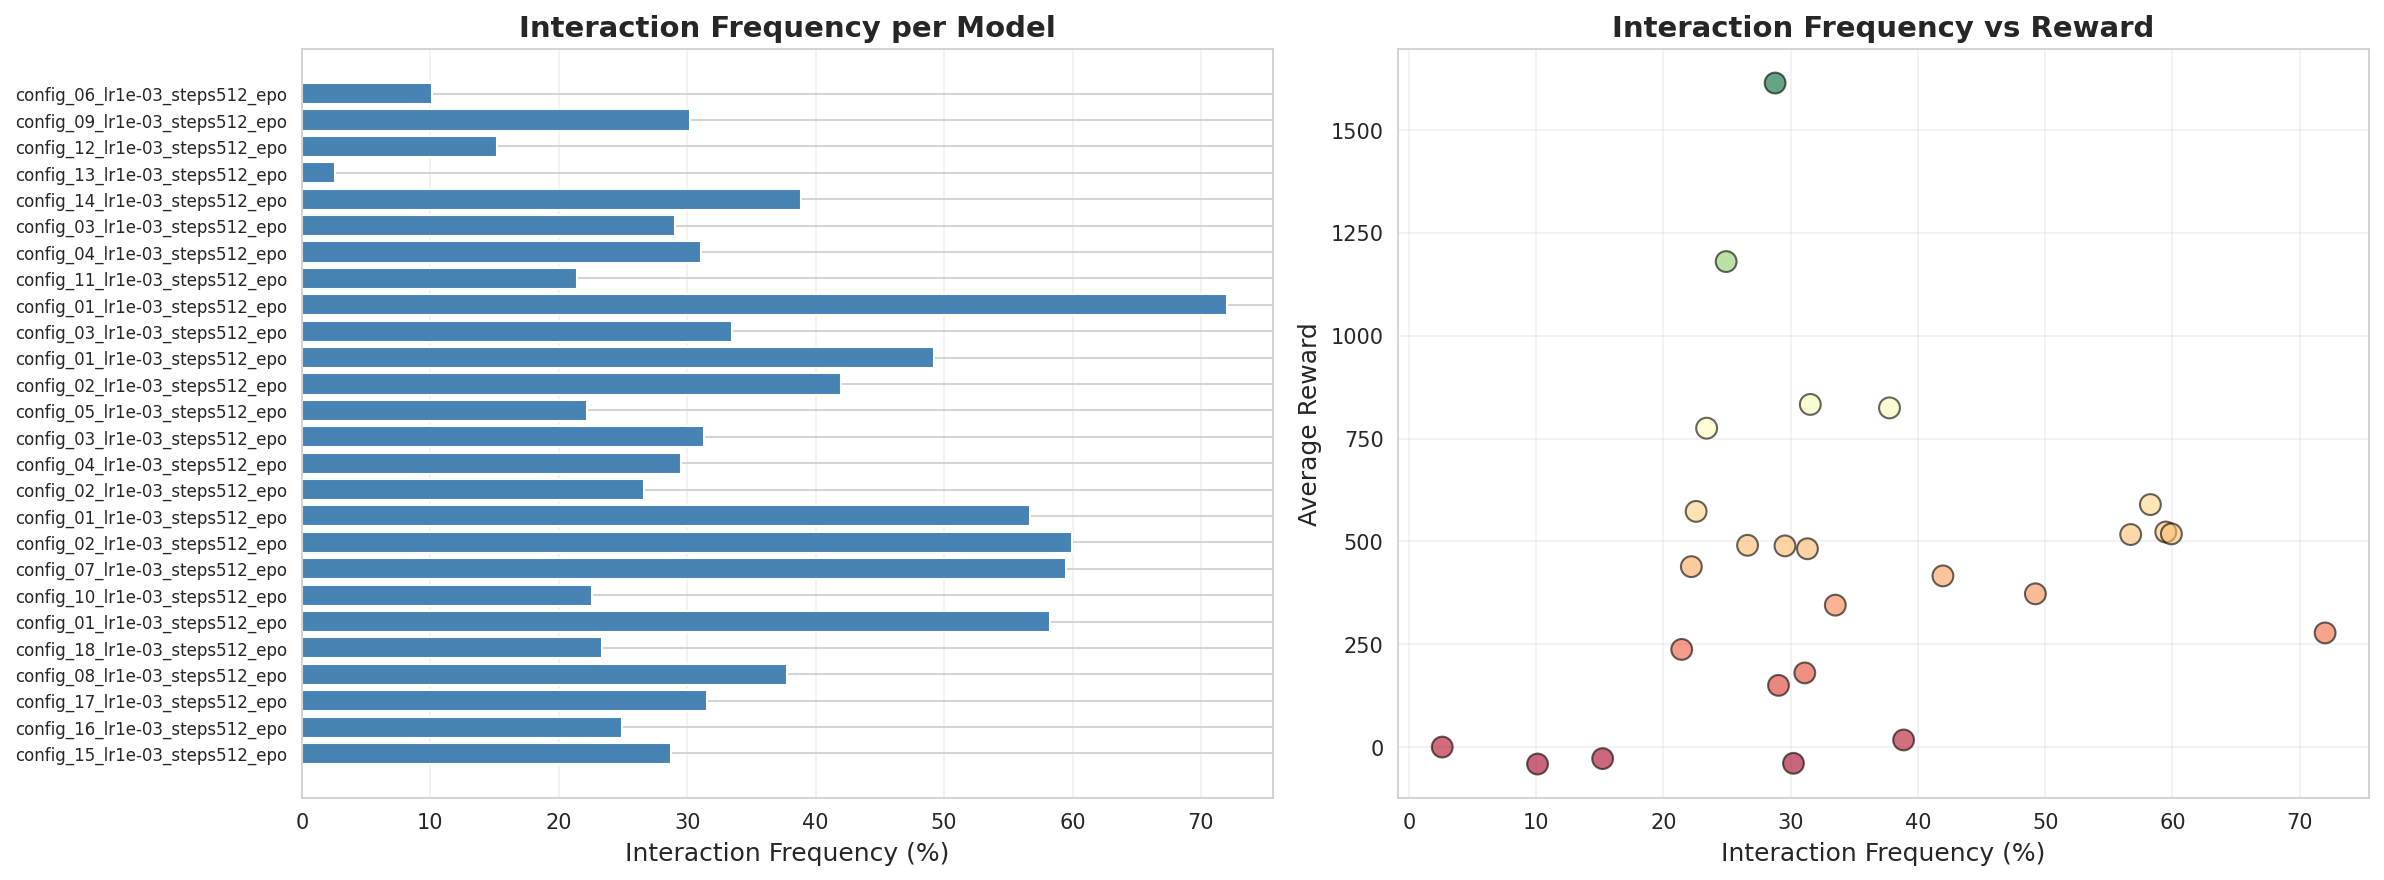 Interaction Frequency per Model
config_06_lr1e-03_steps512_epo
config_09_lr1e-03_steps512_epo
config_12_lr1e-03_steps512_epo
config_13_lr1e-03_steps512_epo
config_14_lr1e-03_steps512_epo
config_03_lr1e-03_steps512_epo
config_04_lr1e-03_steps512_epo
config_11_lr1e-03_steps512_epo
config_01_lr1e-03_steps512_epo
config_03_lr1e-03_steps512_epo
config_01_lr1e-03_steps512_epo
config_02_lr1e-03_steps512_epo
config_05_lr1e-03_steps512_epo
config_03_lr1e-03_steps512_epo
config_04_lr1e-03_steps512_epo
config_02_lr1e-03_steps512_epo
config_01_lr1e-03_steps512_epo
config_02_lr1e-03_steps512_epo
config_07_lr1e-03_steps512_epo
config_10_lr1e-03_steps512_epo
config_01_lr1e-03_steps512_epo
config_18_lr1e-03_steps512_epo
config_08_lr1e-03_steps512_epo
config_17_lr1e-03_steps512_epo
config_16_lr1e-03_steps512_epo
config_15_lr1e-03_steps512_epo
0 10 20 30 40 50 60 70
Interaction Frequency (%)
Interaction Frequency vs Reward
Average Reward
1500
1250
1000
750
500
250
0
0 10 20 30 40 50 60 70
Interaction Frequency (%)